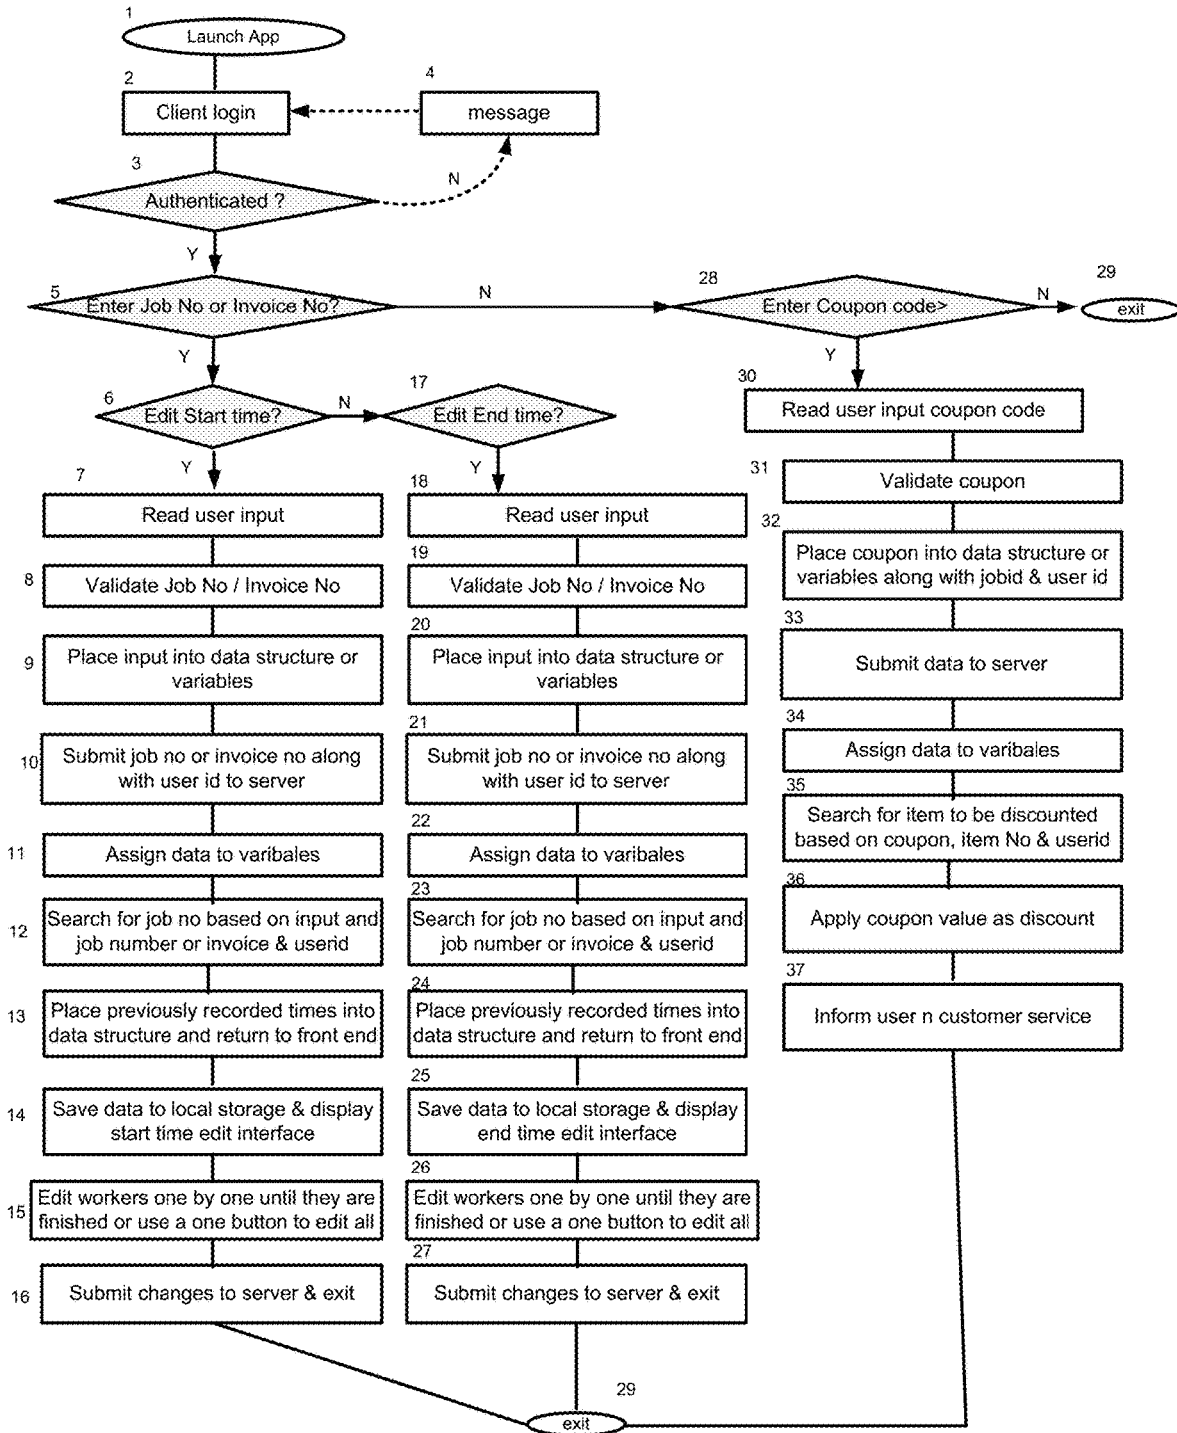 1
Launch App
2
Client login
4
message
3
Authenticated ?
N
Y
5
Enter Job No or Invoice No?
N
28
Enter Coupon code>
N
29
exit
Y
Y
6
Edit Start time?
N
17
Edit End time?
30
Read user input coupon code
Y
Y
7
Read user input
18
Read user input
31
Validate coupon
8
Validate Job No / Invoice No
19
Validate Job No / Invoice No
32
Place coupon into data structure or
variables along with jobid & user id
9
Place input into data structure or
variables
20
Place input into data structure or
variables
33
Submit data to server
10
Submit job no or invoice no along
with user id to server
21
Submit job no or invoice no along
with user id to server
34
Assign data to varibales
11
Assign data to varibales
22
Assign data to varibales
35
Search for item to be discounted
based on coupon, item No & userid
12
Search for job no based on input and
job number or invoice & userid
23
Search for job no based on input and
job number or invoice & userid
36
Apply coupon value as discount
13
Place previously recorded times into
data structure and return to front end
24
Place previously recorded times into
data structure and return to front end
37
Inform user n customer service
14
Save data to local storage & display
start time edit interface
25
Save data to local storage & display
end time edit interface
15
Edit workers one by one until they are
finished or use a one button to edit all
26
Edit workers one by one until they are
finished or use a one button to edit all
16
Submit changes to server & exit
27
Submit changes to server & exit
29
exit